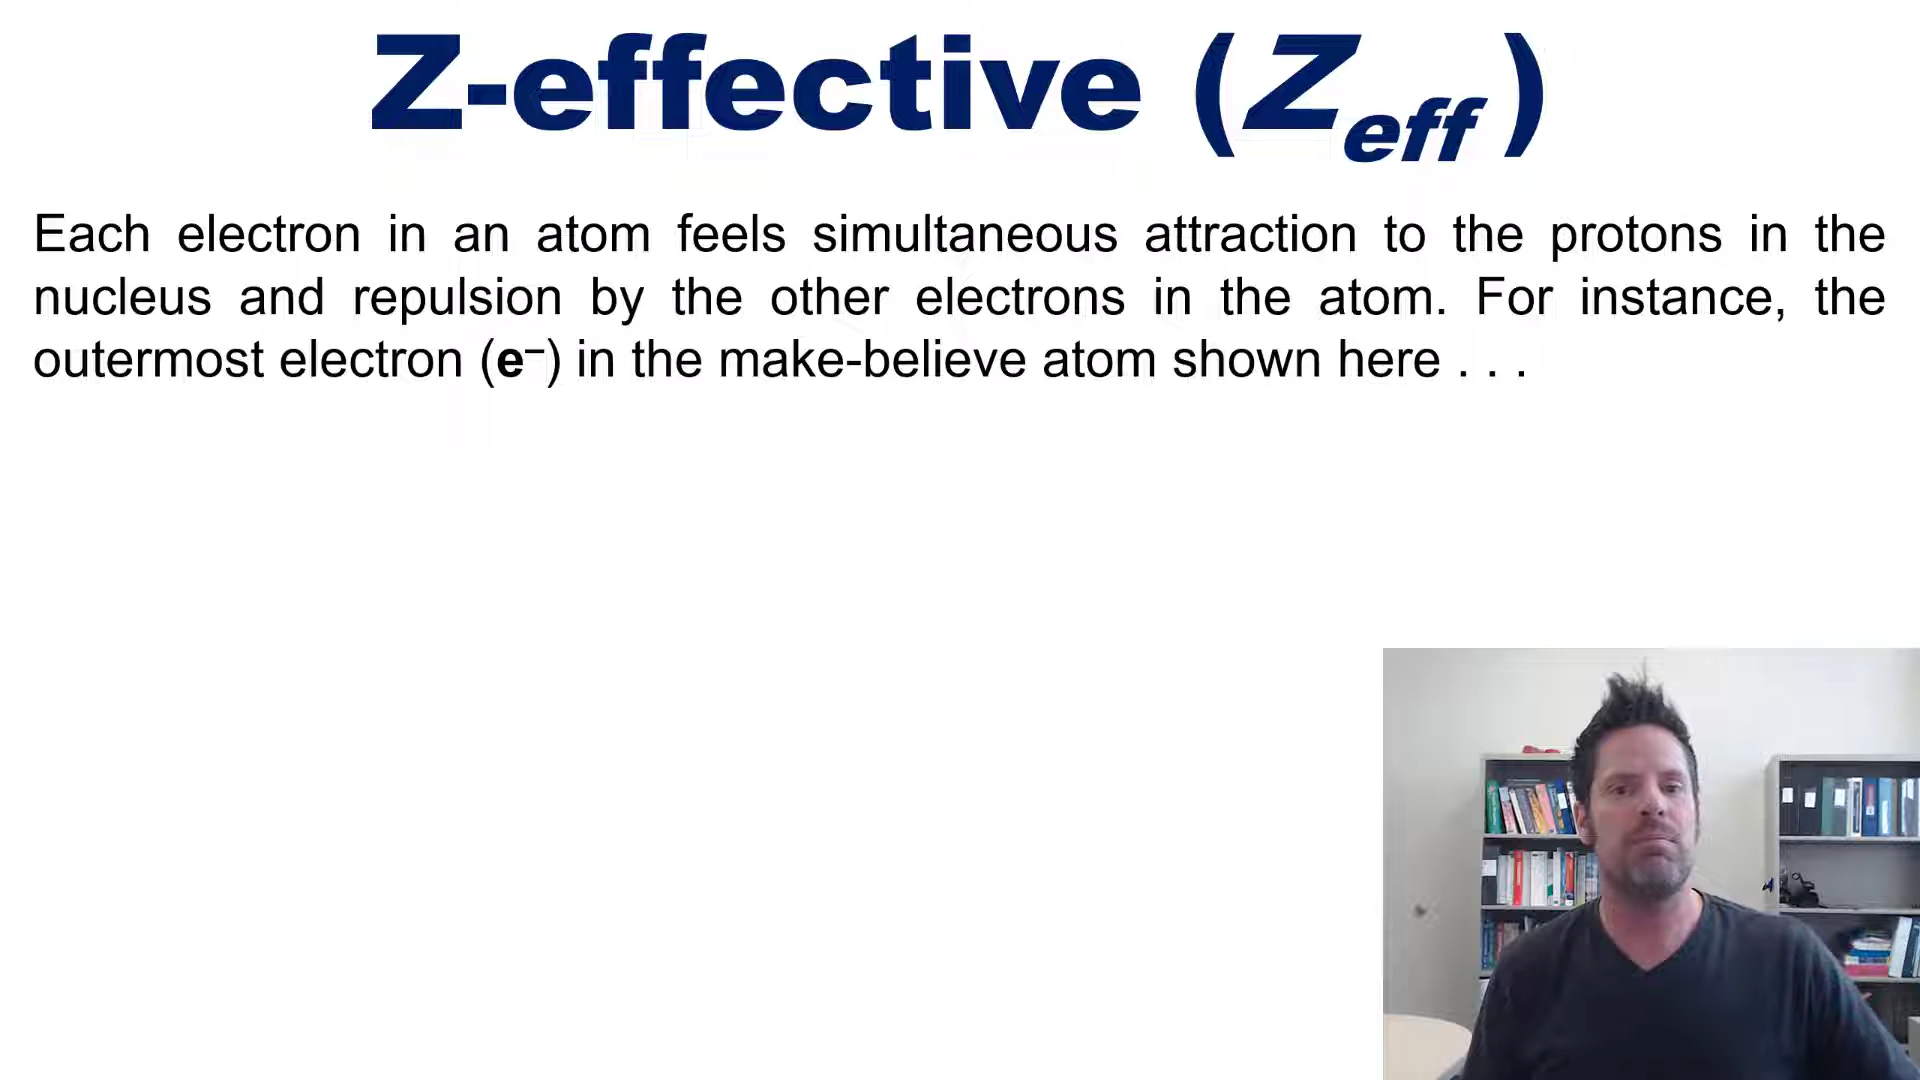 Z-effective (Zeff )
Each electron in an atom feels simultaneous attraction to the protons in the
nucleus and repulsion by the other electrons in the atom. For instance, the
outermost electron (e–) in the make-believe atom shown here . . .